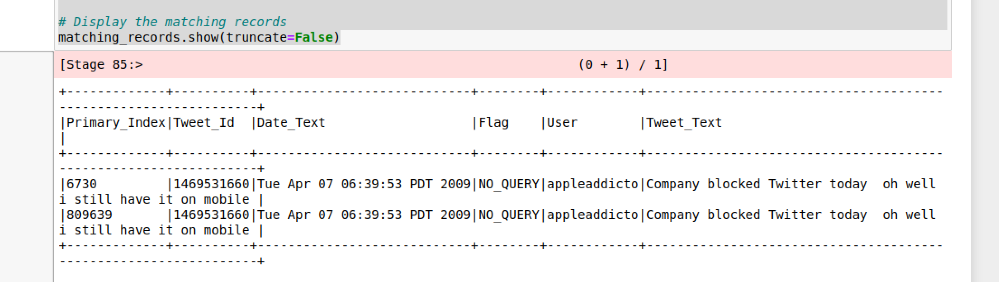 # Display the matching records
matching_records.show(truncate=False)
[Stage 85:>                                                         (0 + 1) / 1]
+-------------+----------+----------------------------+--------+------------+---------------------------------------
--------------------------+
|Primary_Index|Tweet_Id  |Date_Text                   |Flag    |User        |Tweet_Text
|
+-------------+----------+----------------------------+--------+------------+---------------------------------------
--------------------------+
|6730         |1469531660|Tue Apr 07 06:39:53 PDT 2009|NO_QUERY|appleaddicto|Company blocked Twitter today  oh well
i still have it on mobile |
|809639       |1469531660|Tue Apr 07 06:39:53 PDT 2009|NO_QUERY|appleaddicto|Company blocked Twitter today  oh well
i still have it on mobile |
+-------------+----------+----------------------------+--------+------------+---------------------------------------
--------------------------+